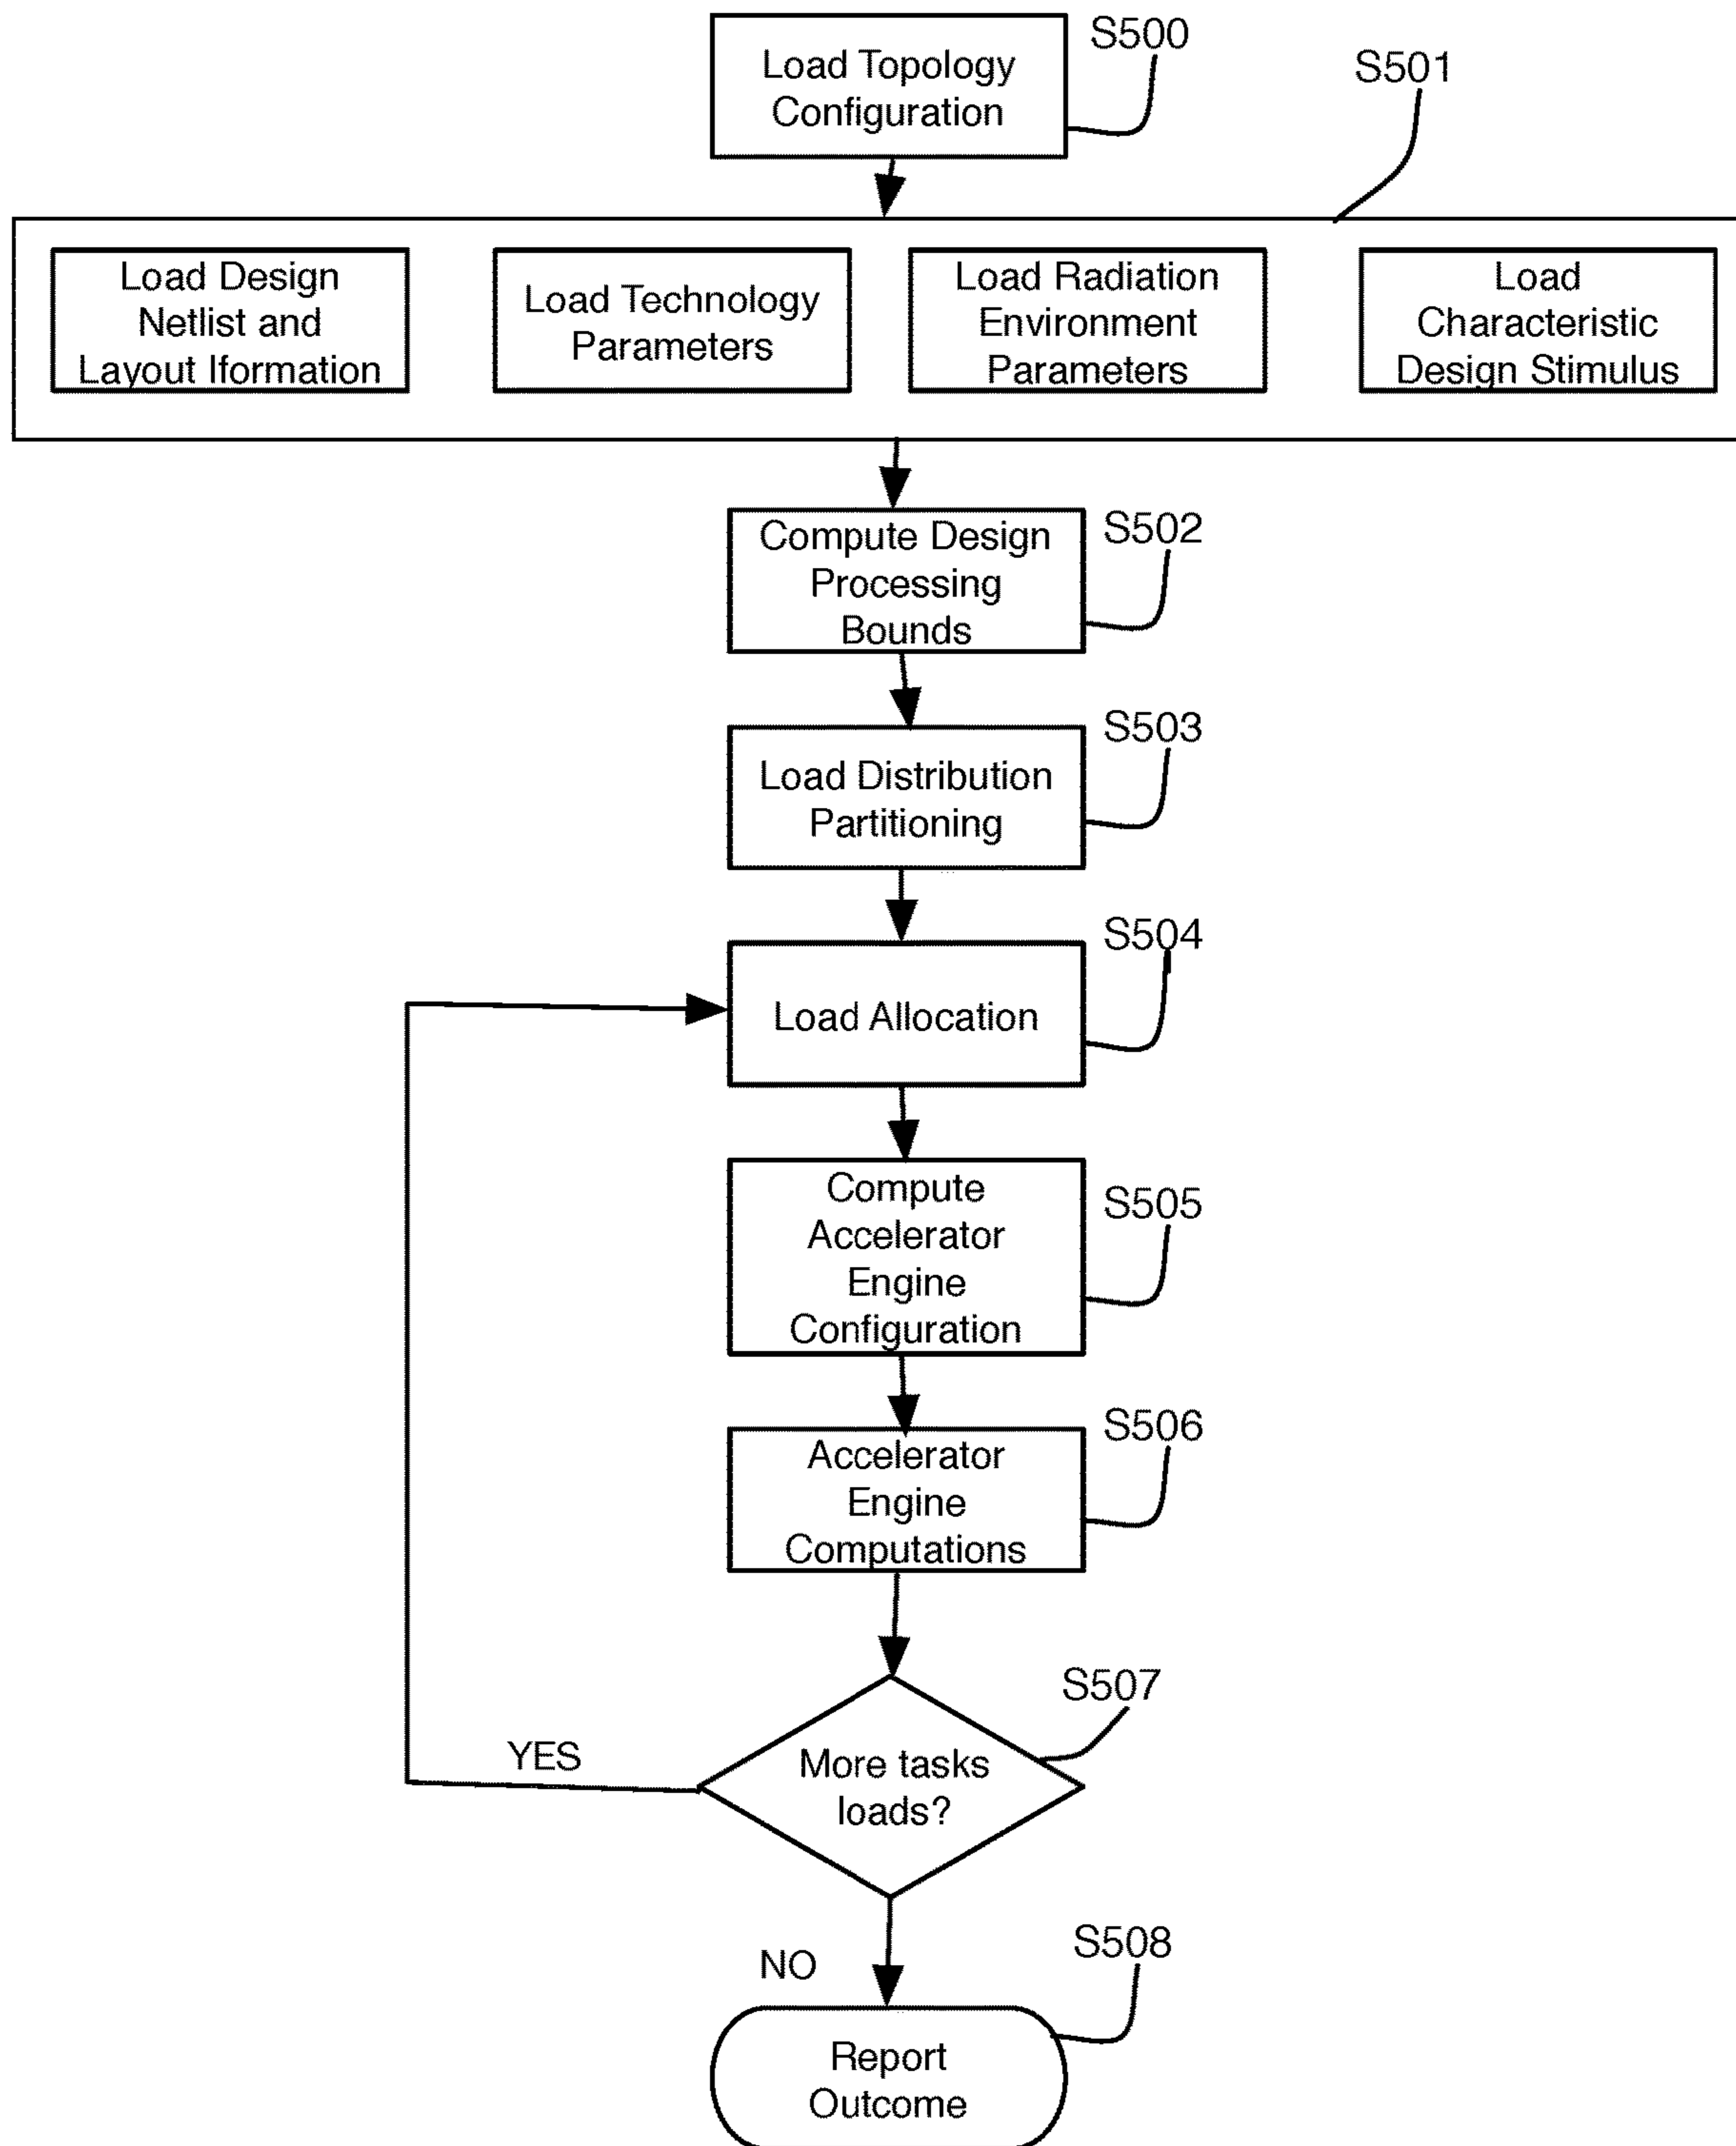 Load Topology
Configuration
S500
S501
Load Design
Netlist and
Layout Iformation
Load Technology
Parameters
Load Radiation
Environment
Parameters
Load
Characteristic
Design Stimulus
Compute Design
Processing
Bounds
S502
Load Distribution
Partitioning
S503
Load Allocation
S504
Compute
Accelerator
Engine
Configuration
S505
Accelerator
Engine
Computations
S506
More tasks
loads?
S507
YES
NO
Report
Outcome
S508